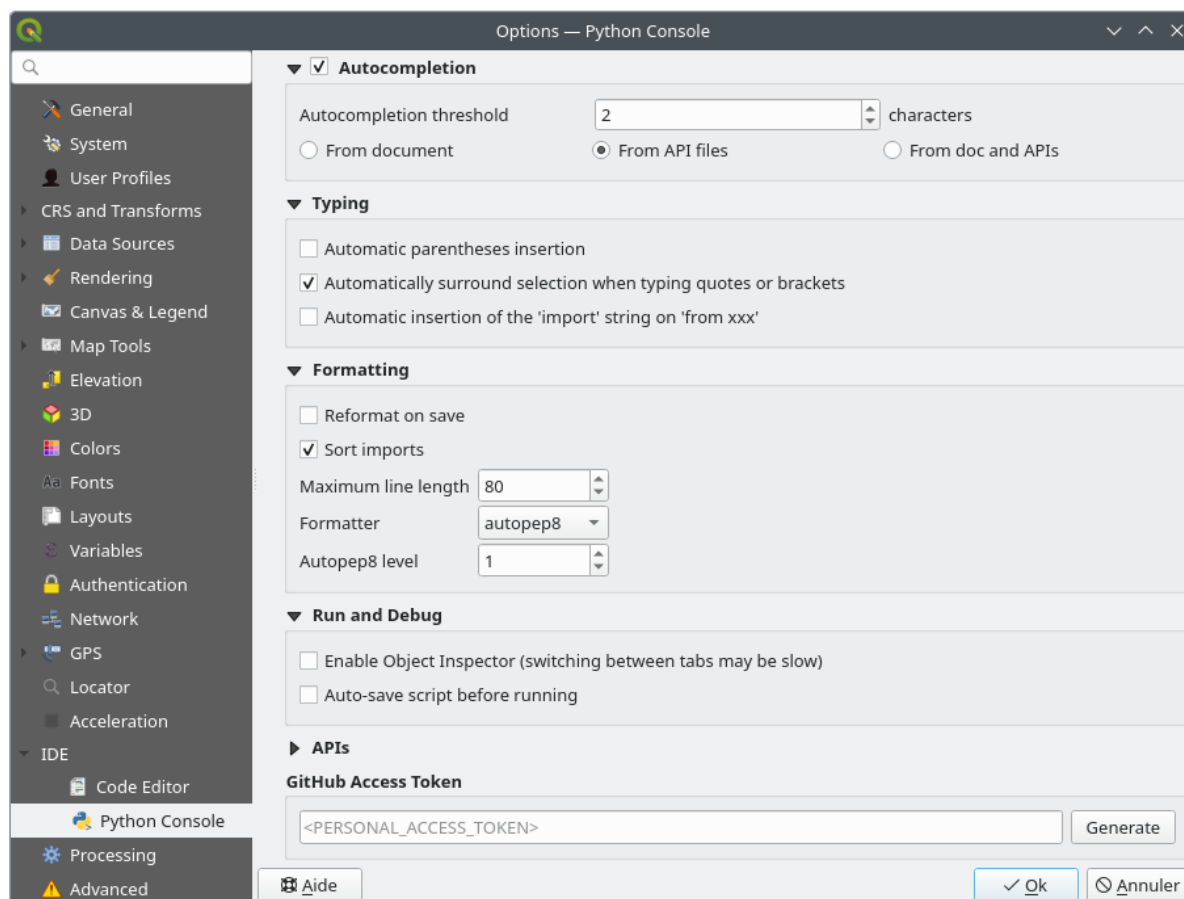 Options — Python Console
Autocompletion
General
Autocompletion threshold 2 characters
System
From document From API files From doc and APIs
User Profiles
CRS and Transforms
Typing
Data Sources
Automatic parentheses insertion
Rendering
Automatically surround selection when typing quotes or brackets
Canvas & Legend
Automatic insertion of the 'import' string on 'from xxx'
Map Tools
Formatting
Elevation
3D
Reformat on save
Colors
Sort imports
Fonts
Maximum line length 80
Layouts
Formatter autopep8
Variables
Autopep8 level 1
Authentication
Network
Run and Debug
GPS
Enable Object Inspector (switching between tabs may be slow)
Locator
Auto-save script before running
Acceleration
IDE
APIs
Code Editor
GitHub Access Token
Python Console
<PERSONAL_ACCESS_TOKEN> Generate
Processing
Advanced
Aide Ok Annuler